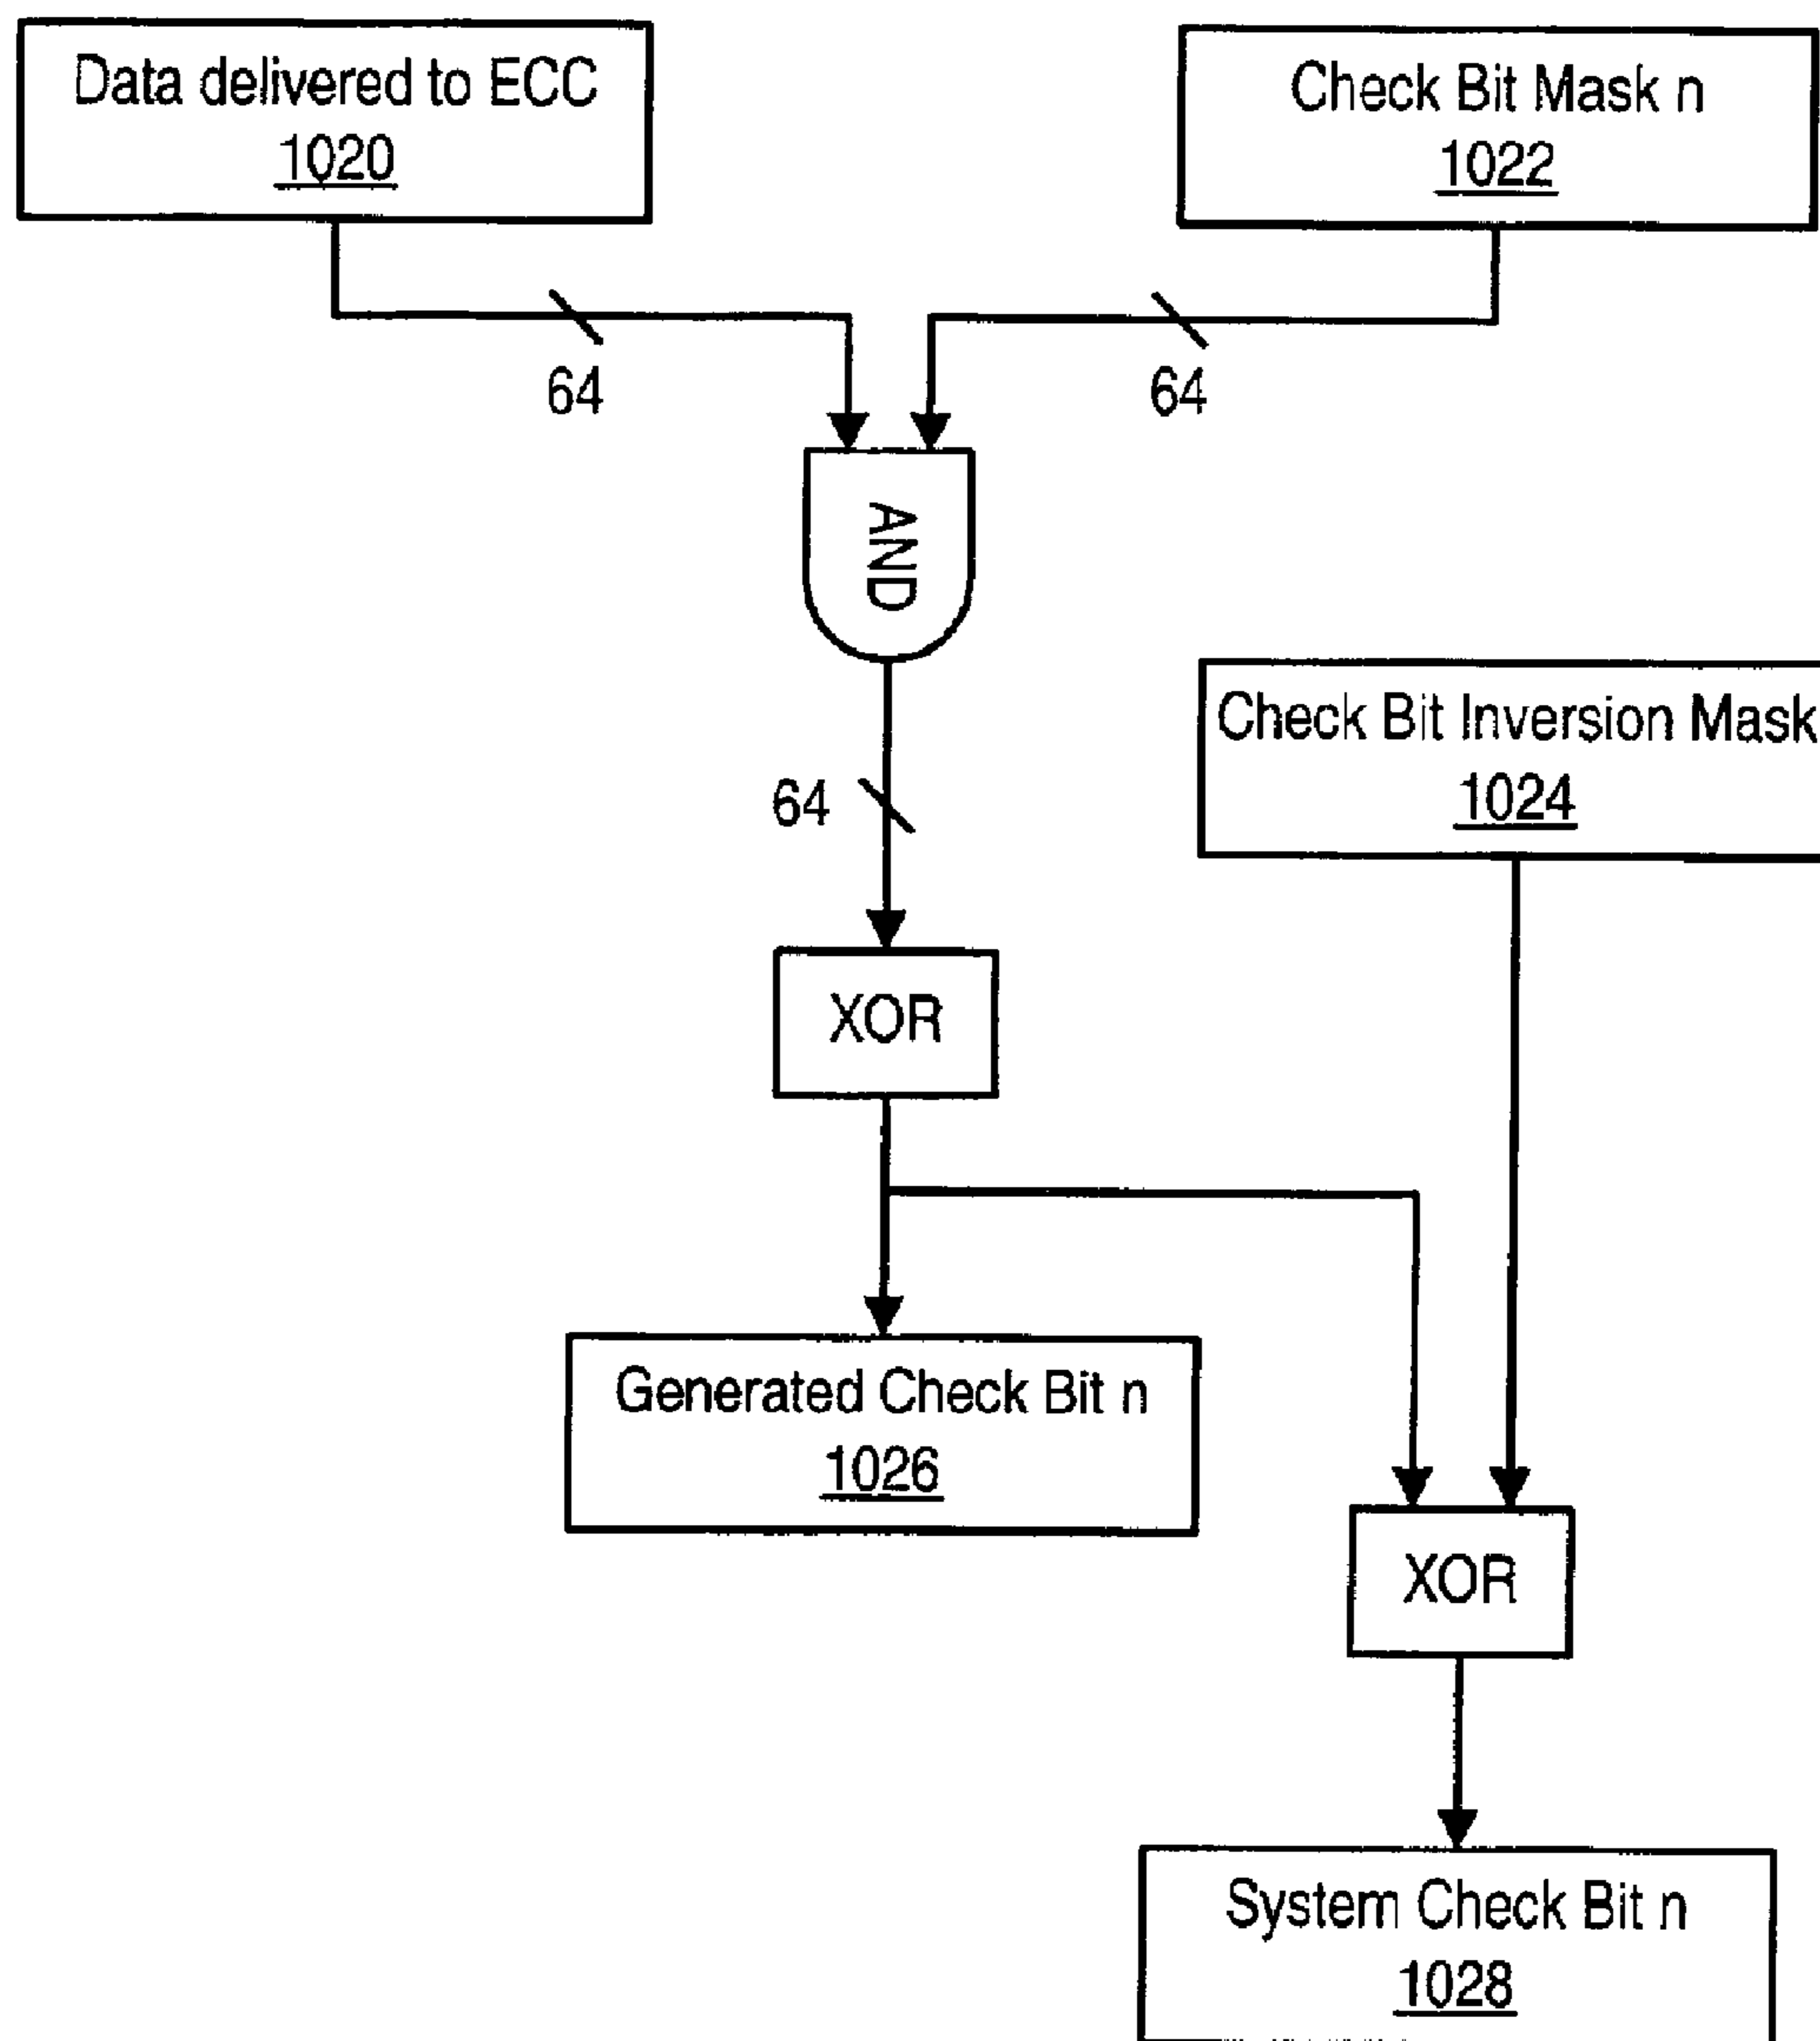 Data delivered to ECC
1020
Check Bit Mask n
1022
64
64
AND
Check Bit Inversion Mask
1024
64
XOR
Generated Check Bit n
1026
XOR
System Check Bit n
1028